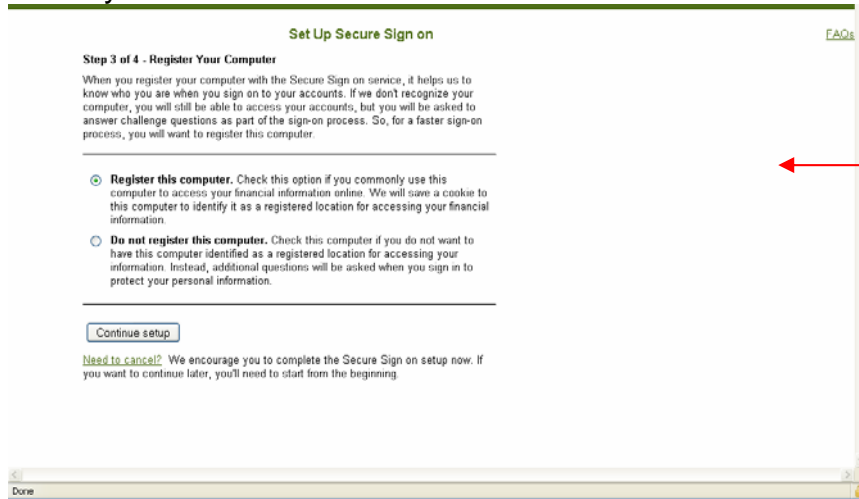 Set Up Secure Sign on
FAQs
Step 3 of 4 - Register Your Computer
When you register your computer with the Secure Sign on service, it helps us to
know who you are when you sign on to your accounts. If we don't recognize your
computer, you will still be able to access your accounts, but you will be asked to
answer challenge questions as part of the sign-on process. So, for a faster sign-on
process, you will want to register this computer.
Register this computer. Check this option if you commonly use this
computer to access your financial information online. We will save a cookie to
this computer to identify it as a registered location for accessing your financial
information.
Do not register this computer. Check this computer if you do not want to
have this computer identified as a registered location for accessing your
information. Instead, additional questions will be asked when you sign in to
protect your personal information.
Continue setup
Need to cancel? We encourage you to complete the Secure Sign on setup now. If
you want to continue later, you'll need to start from the beginning.
Done